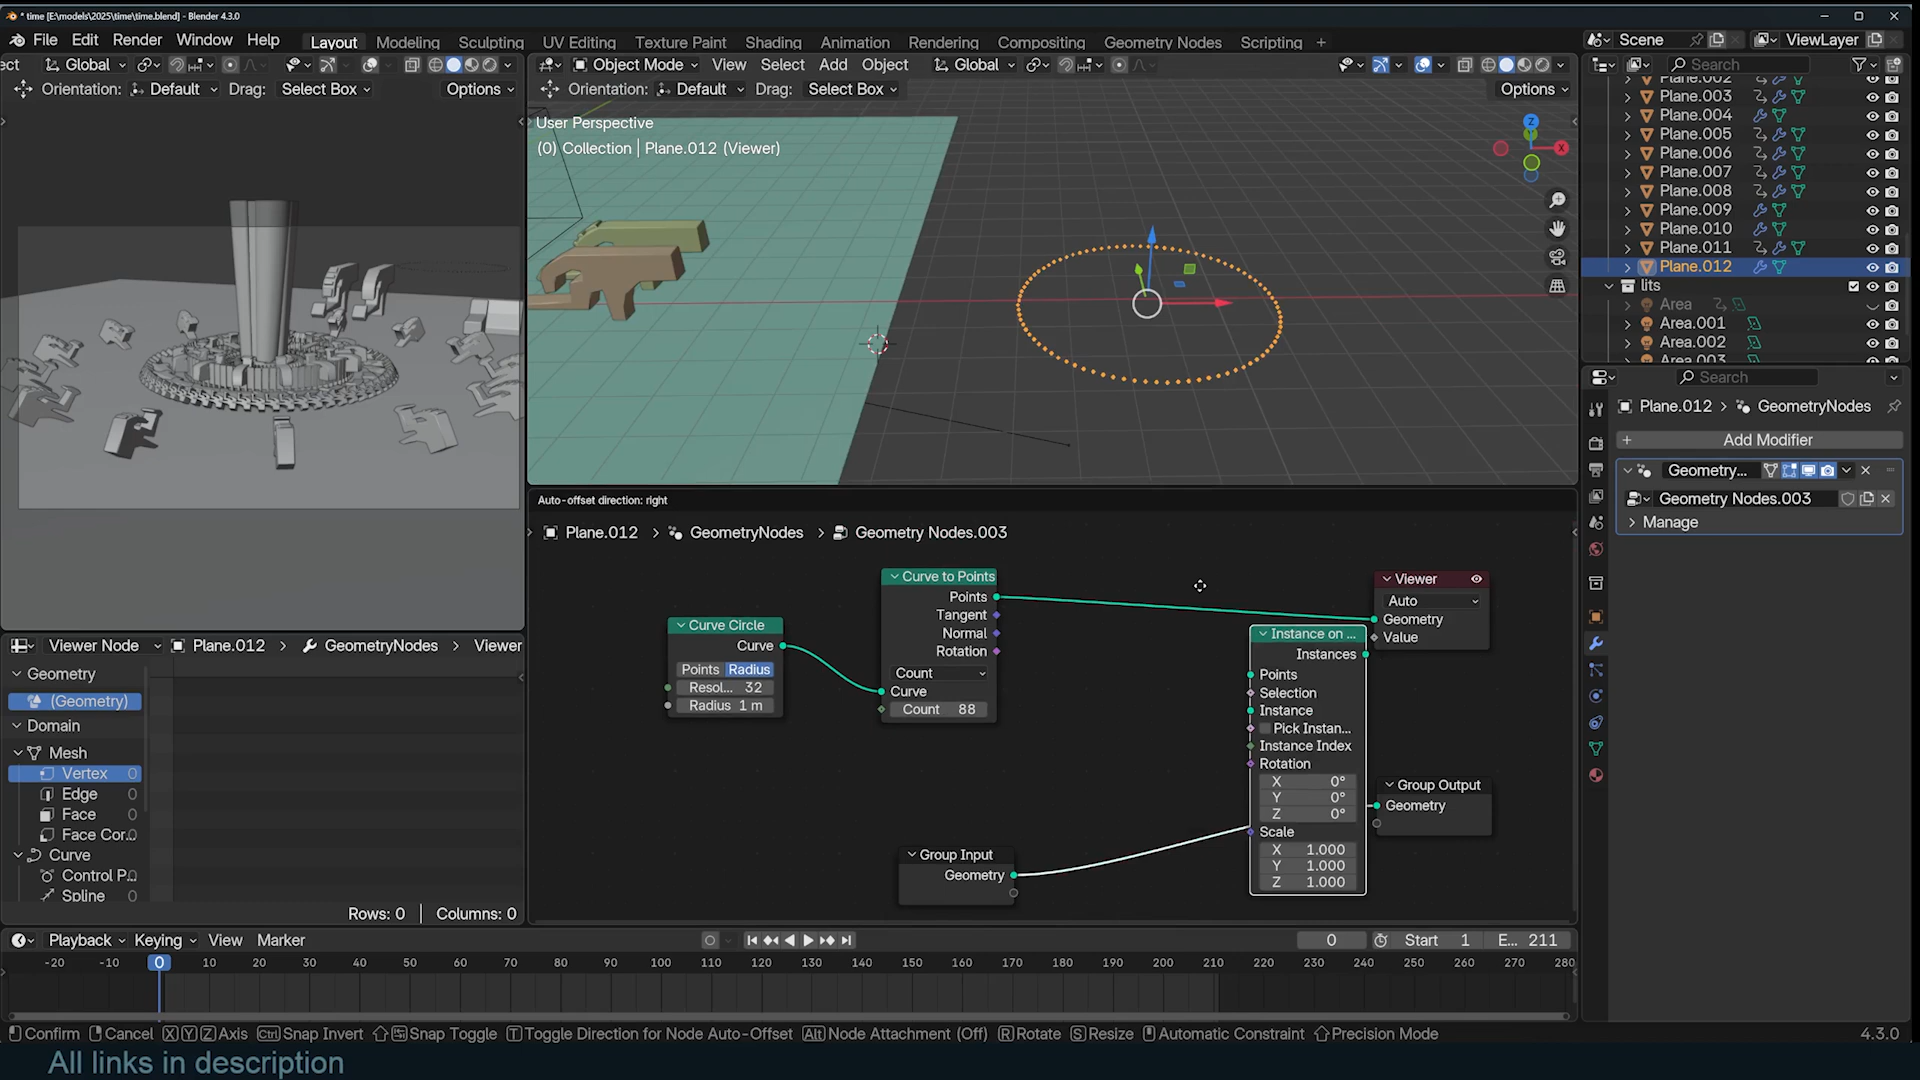 * time [E:\models\2025\time\time.blend] - Blender 4.3.0
File Edit Render Window Help Layout Modeling Sculpting UV Editing Texture Paint Shading Animation Rendering Compositing Geometry Nodes Scripting +
Scene
ViewLayer
ect Global
Orientation: Default Drag: Select Box Options
Object Mode View Select Add Object Global
Orientation: Default Drag: Select Box Options
User Perspective
(0) Collection | Plane.012 (Viewer)
Z
X
Search
Plane.002
Plane.003
Plane.004
Plane.005
Plane.006
Plane.007
Plane.008
Plane.009
Plane.010
Plane.011
Plane.012
lits
Area
Area.001
Area.002
Area.003
Search
Plane.012 > GeometryNodes
+ Add Modifier
Geometry...
Geometry Nodes.003
Manage
Auto-offset direction: right
Plane.012 > GeometryNodes > Geometry Nodes.003
Curve Circle
Curve
Points Radius
Resol... 32
Radius 1 m
Curve to Points
Points
Tangent
Normal
Rotation
Count
Curve
Count 88
Group Input
Geometry
Instance on ...
Instances
Points
Selection
Instance
Pick Instan...
Instance Index
Rotation
X 0°
Y 0°
Z 0°
Scale
X 1.000
Y 1.000
Z 1.000
Viewer
Auto
Geometry
Value
Group Output
Geometry
Viewer Node Plane.012 > GeometryNodes > Viewer
Geometry
(Geometry)
Domain
Mesh
Vertex 0
Edge 0
Face 0
Face Cor... 0
Curve
Control P... 0
Spline 0
Rows: 0 | Columns: 0
Playback Keying View Marker
0 Start 1 E... 211
-20 -10 0 10 20 30 40 50 60 70 80 90 100 110 120 130 140 150 160 170 180 190 200 210 220 230 240 250 260 270 280
Confirm Cancel X Y Z Axis Ctrl Snap Invert Snap Toggle T Toggle Direction for Node Auto-Offset Alt Node Attachment (Off) R Rotate S Resize Automatic Constraint Precision Mode 4.3.0
All links in description